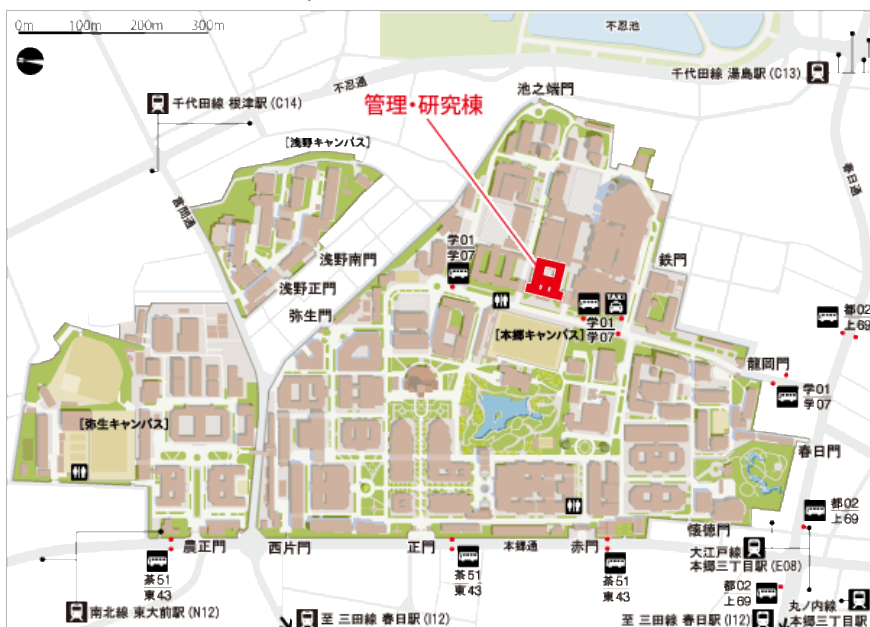 0m 100m 200m 300m
不忍池
千代田線 湯島駅(C13)
不忍通
池之端門
千代田線 根津駅(C14)
管理・研究棟
[浅野キャンパス]
春日通
言問通
学01
学07
浅野南門
鉄門
浅野正門
TAXI
弥生門
都02
上69
[本郷キャンパス]
学01
学07
龍岡門
学01
学07
[弥生キャンパス]
春日門
都02
上69
懐徳門
農正門
西片門
正門
本郷通
赤門
大江戸線
本郷三丁目駅(E08)
茶51
東43
茶51
東43
茶51
東43
都02
上69
丸ノ内線
本郷三丁目駅
南北線 東大前駅(N12)
至 三田線 春日駅(I12)
至 三田線 春日駅(I12)